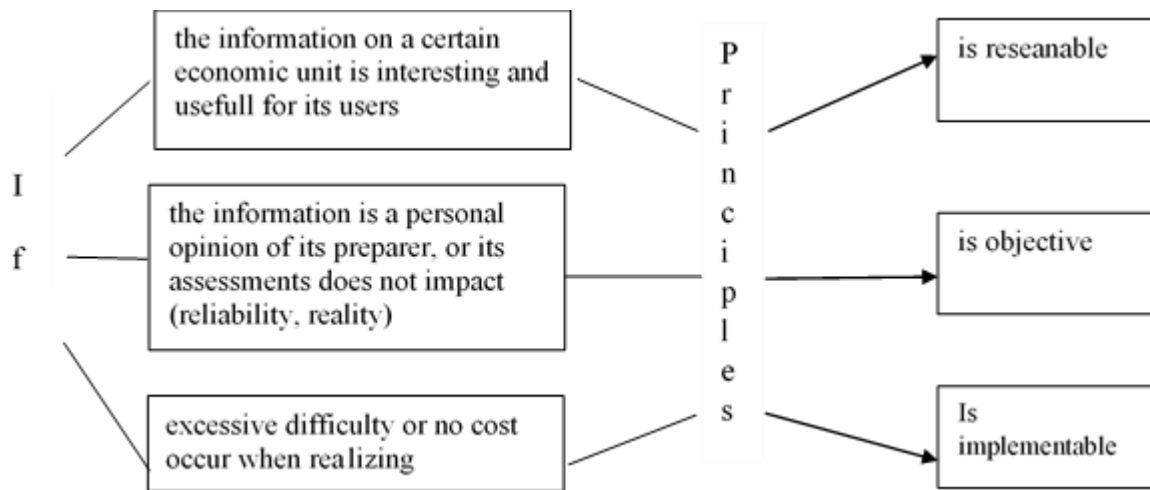 If
the information on a certain
economic unit is interesting and
usefull for its users
the information is a personal
opinion of its preparer, or its
assessments does not impact
(reliability, reality)
excessive difficulty or no cost
occur when realizing
Principles
is reseanable
is objective
Is
implementable